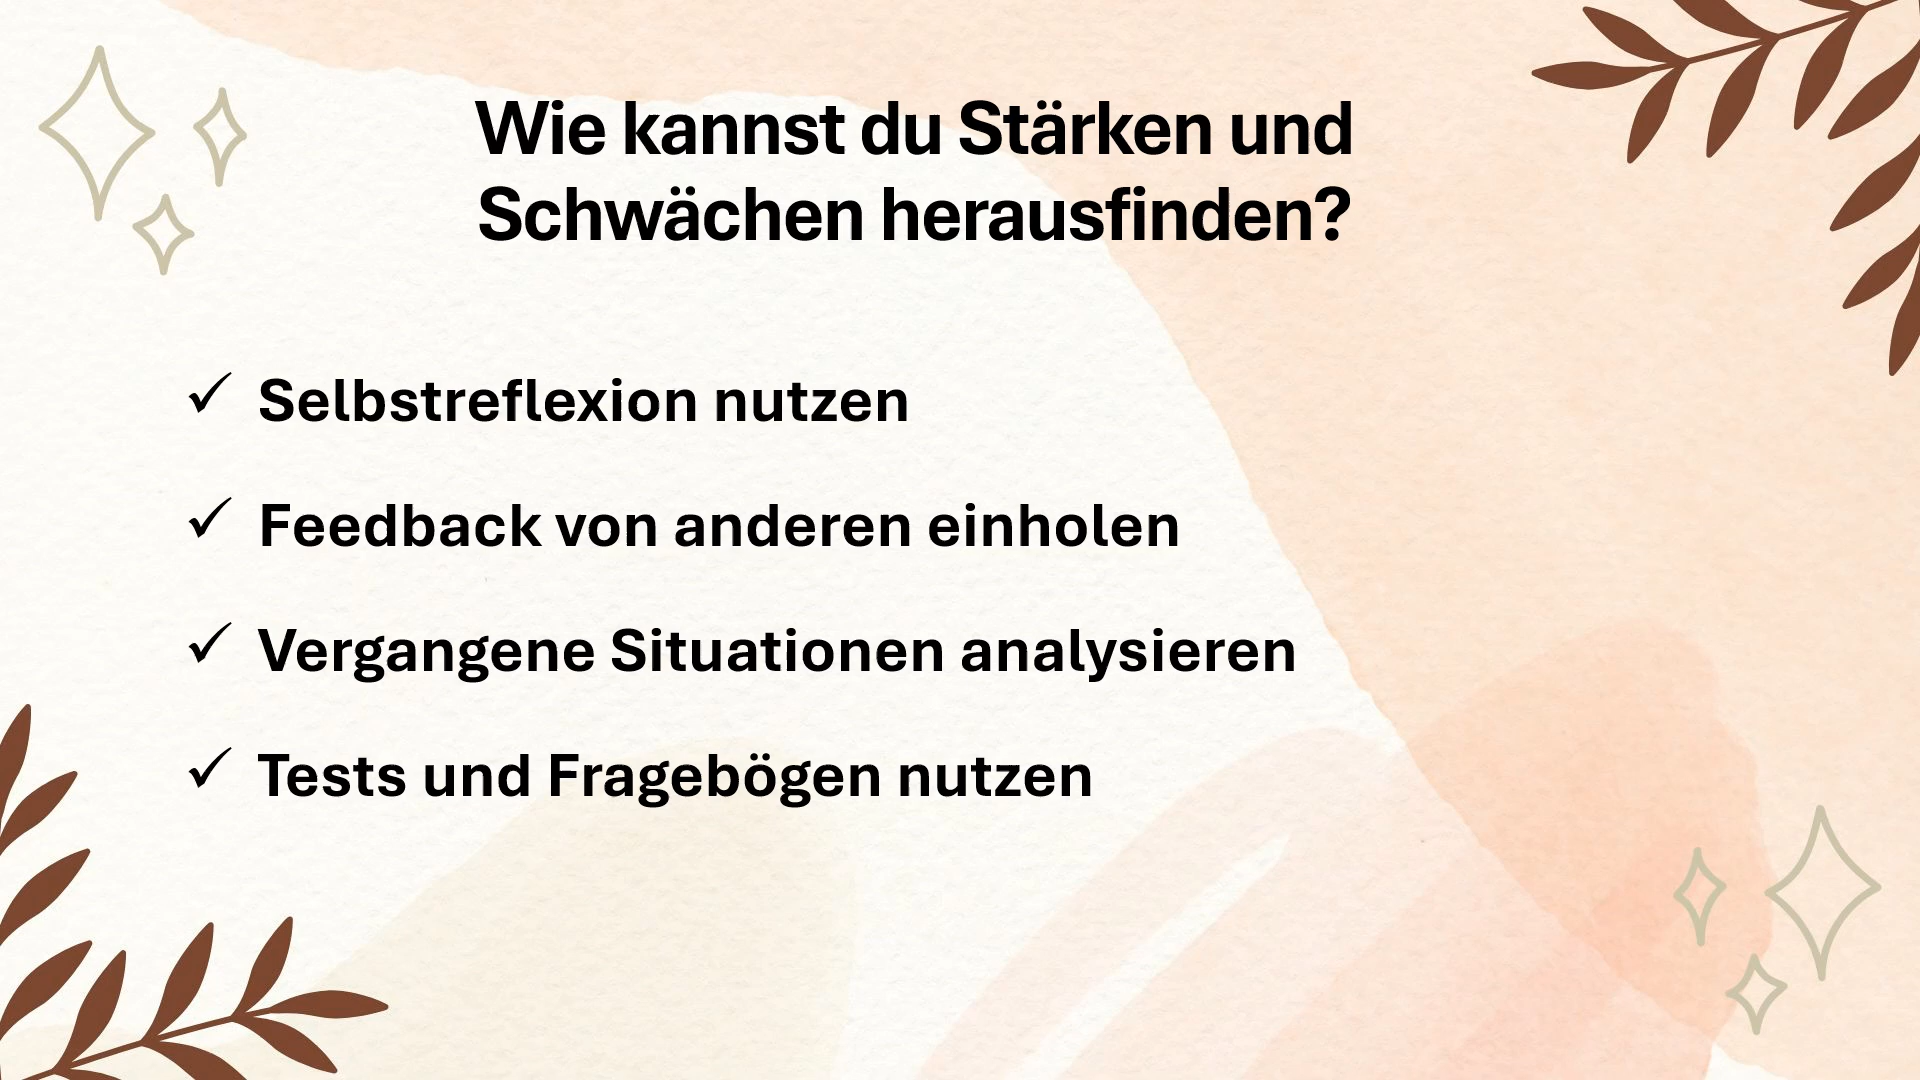 Wie kannst du Stärken und
Schwächen herausfinden?
✓ Selbstreflexion nutzen
✓ Feedback von anderen einholen
✓ Vergangene Situationen analysieren
✓ Tests und Fragebögen nutzen